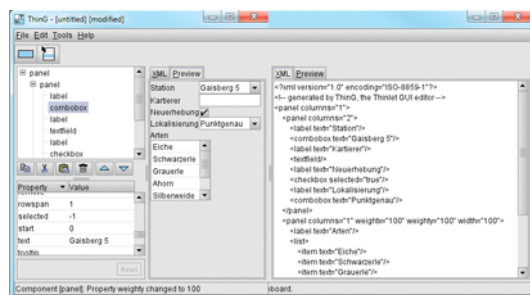 ThinG - [untitled] [modified]
File Edit Tools Help
panel
panel
label
combobox
label
textfield
label
checkbox
Property Value
rowspan 1
selected -1
start 0
text Gaisberg 5
tooltip
Reset
Component [panel]: Property weighty changed to 100
XML Preview
Station Gaisberg 5
Kartierer
Neuerhebung
Lokalisierung Punktgenau
Arten
Eiche
Schwarzerle
Grauerle
Ahorn
Silberweide
XML Preview
<?xml version="1.0" encoding="ISO-8859-1"?>
<!-- generated by ThinG, the Thinlet GUI editor -->
<panel columns="1">
<panel columns="2">
<label text="Station"/>
<combobox text="Gaisberg 5"/>
<label text="Kartierer"/>
<textfield/>
<label text="Neuerhebung"/>
<checkbox selected="true"/>
<label text="Lokalisierung"/>
<combobox text="Punktgenau"/>
</panel>
<panel columns="1" weightx="100" weighty="100" width="100">
<label text="Arten"/>
<list>
<item text="Eiche"/>
<item text="Schwarzerle"/>
<item text="Grauerle"/>